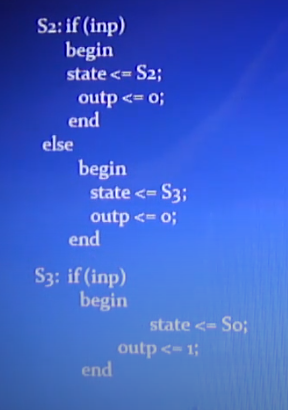 S2: if (inp)
begin
state <= S2;
outp <= 0;
end
else
begin
state <= S3;
outp <= 0;
end
S3: if (inp)
begin
state <= S0;
outp <= 1;
end